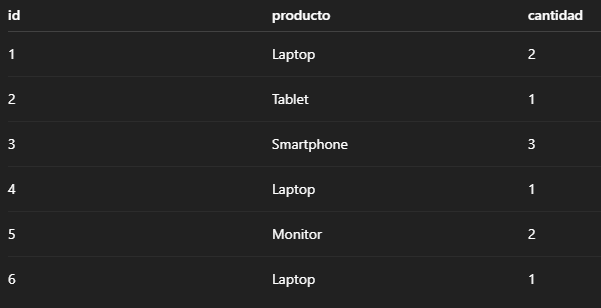 id producto cantidad
1 Laptop 2
2 Tablet 1
3 Smartphone 3
4 Laptop 1
5 Monitor 2
6 Laptop 1